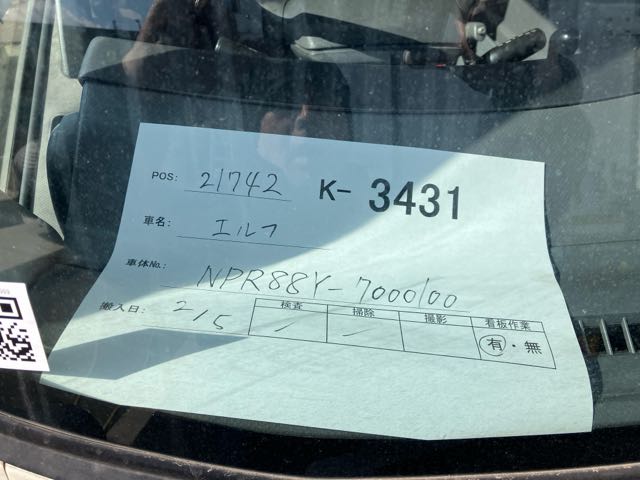 POS: 21742 K-3431
車名: エルフ
車体No.: NPR88Y-7000100
搬入日: 2/5
検査 掃除 撮影 看板作業
/ / 有・無